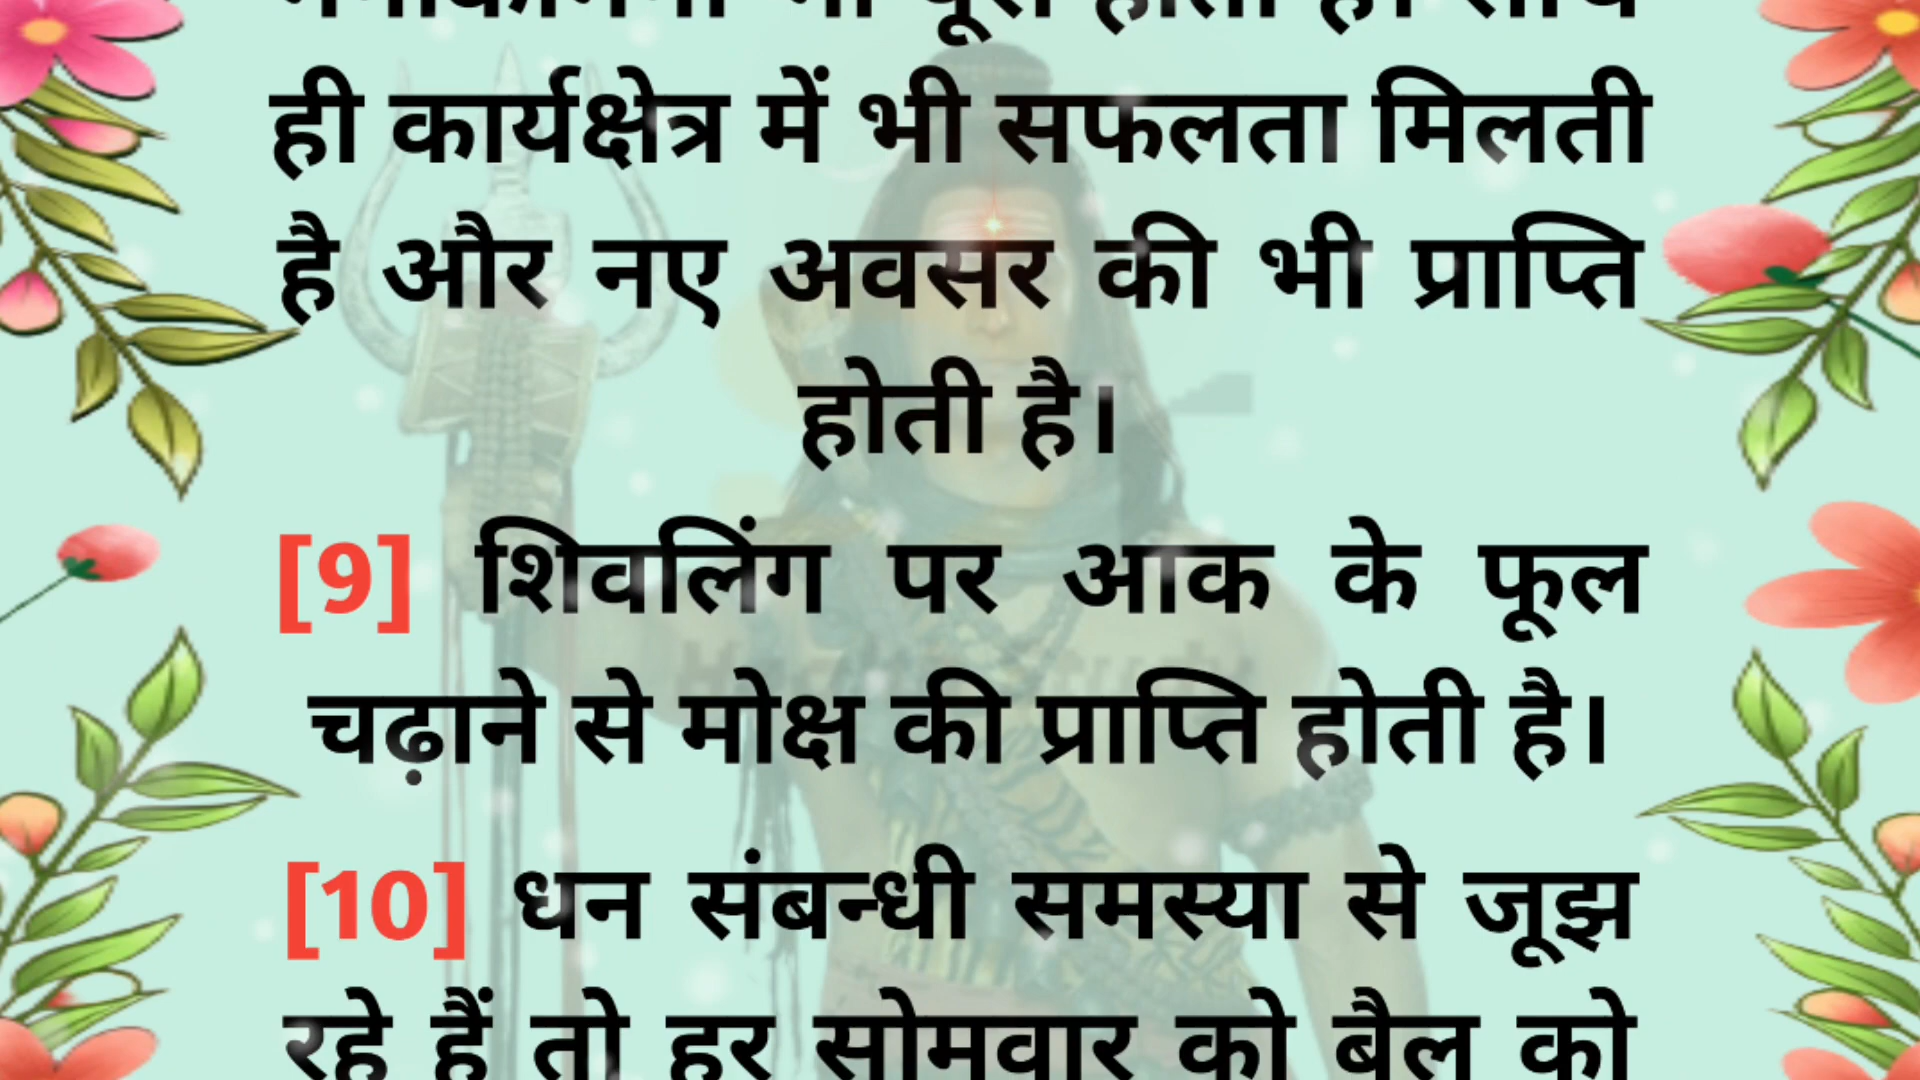 ही कार्यक्षेत्र में भी सफलता मिलती
है और नए अवसर की भी प्राप्ति
होती है।
[9] शिवलिंग पर आक के फूल
चढ़ाने से मोक्ष की प्राप्ति होती है।
[10] धन संबन्धी समस्या से जूझ
रहे हैं तो हर सोमवार को बैल को